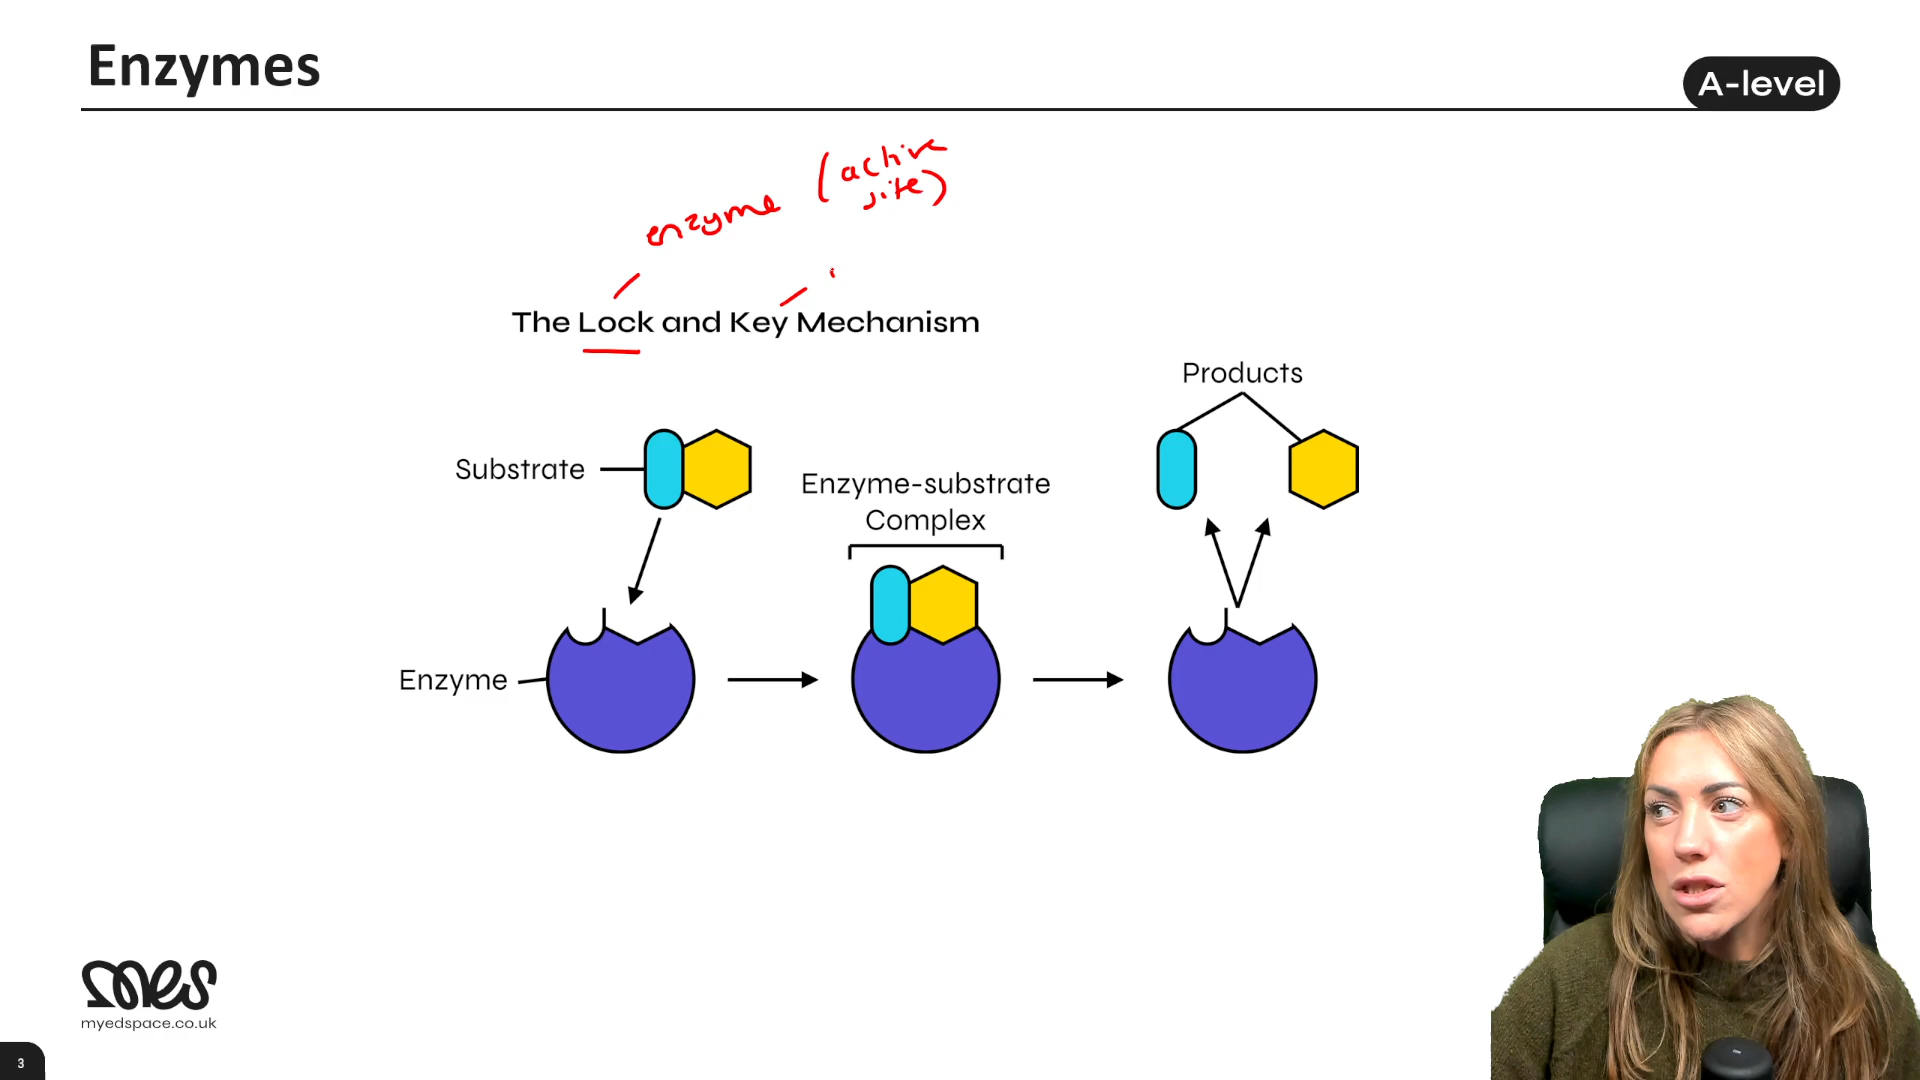 Enzymes
A-level
enzyme (active
site)
The Lock and Key Mechanism
Products
Substrate
Enzyme-substrate
Complex
Enzyme
mes
myedspace.co.uk
3